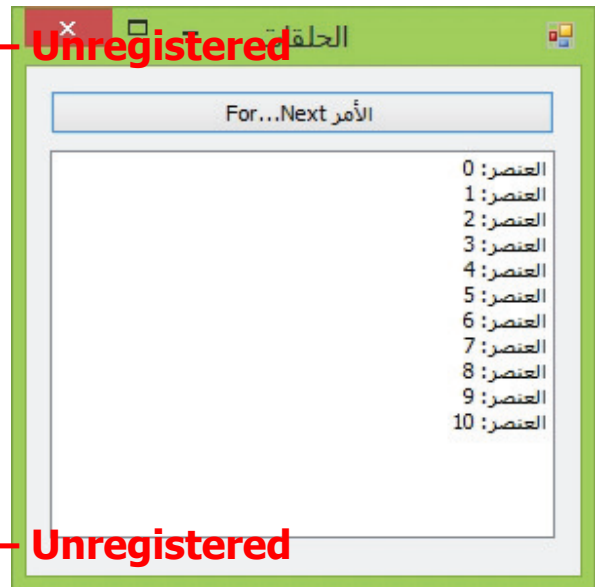 الحلقات
– Unregistered
الأمر For...Next
العنصر: 0
العنصر: 1
العنصر: 2
العنصر: 3
العنصر: 4
العنصر: 5
العنصر: 6
العنصر: 7
العنصر: 8
العنصر: 9
العنصر: 10
– Unregistered